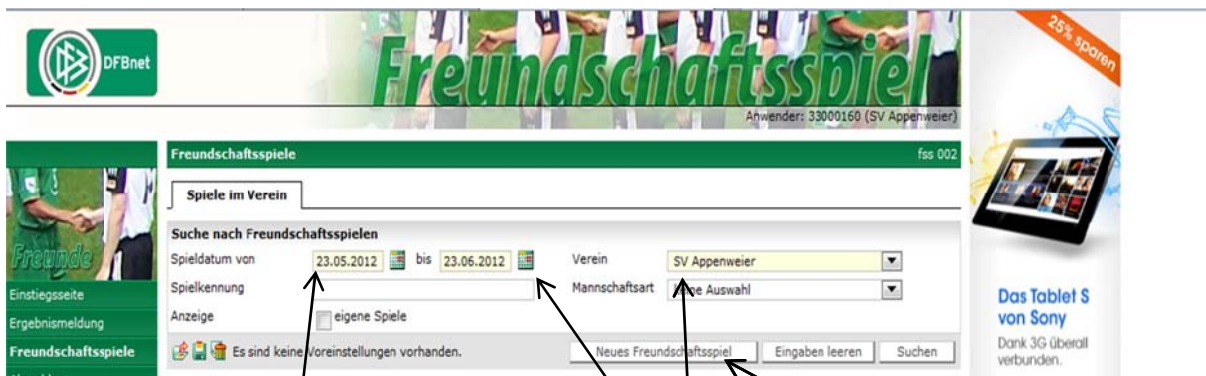 DFBnet
Freundschaftsspiel
Anwender: 33000160 (SV Appenweier)
25% sparen
Freunde
Einstiegsseite
Ergebnismeldung
Freundschaftsspiele
Freundschaftsspiele fss 002
Spiele im Verein
Suche nach Freundschaftsspielen
Spieldatum von 23.05.2012 bis 23.06.2012 Verein SV Appenweier
Spielkennung Mannschaftsart Keine Auswahl
Anzeige eigene Spiele
Es sind keine Voreinstellungen vorhanden. Neues Freundschaftsspiel Eingaben leeren Suchen
Das Tablet S
von Sony
Dank 3G überall
verbunden.